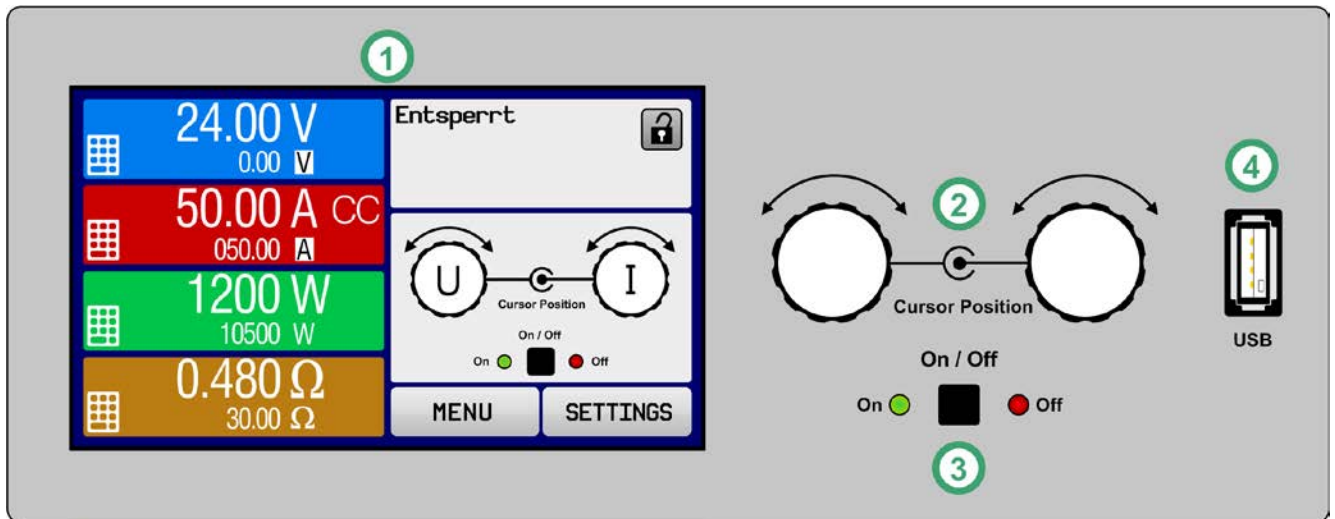 1
24.00 V
0.00 V
50.00 A CC
050.00 A
1200 W
10500 W
0.480 Ω
30.00 Ω
Entsperrt
U I
Cursor Position
On / Off
On Off
MENU SETTINGS
2
Cursor Position
On / Off
On Off
3
4
USB